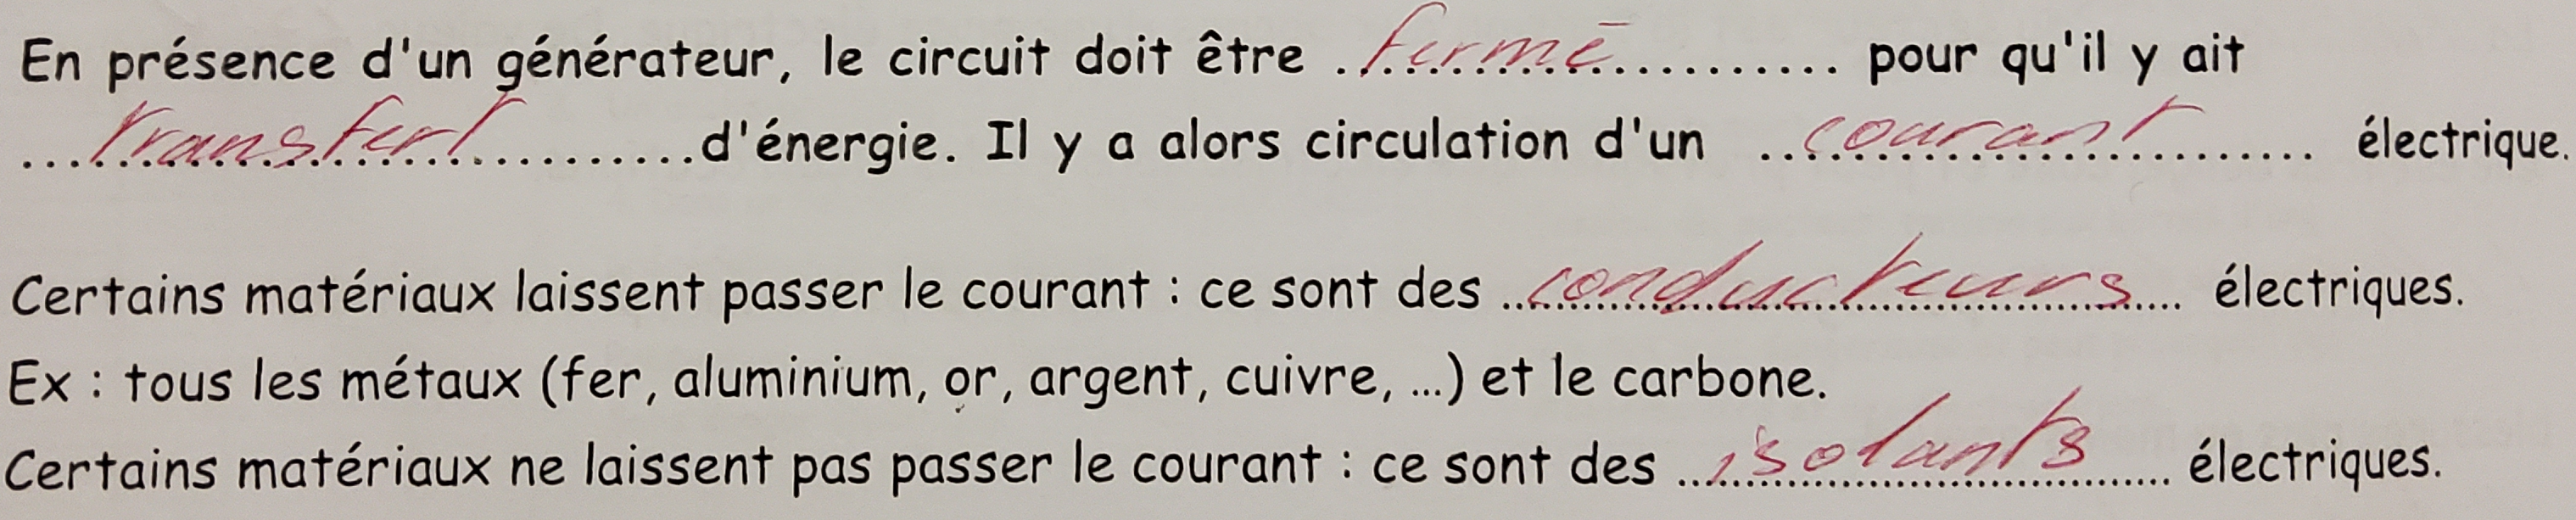 En présence d'un générateur, le circuit doit être fermé pour qu'il y ait
transfert d'énergie. Il y a alors circulation d'un courant électrique.
Certains matériaux laissent passer le courant : ce sont des conducteurs électriques.
Ex : tous les métaux (fer, aluminium, or, argent, cuivre, ...) et le carbone.
Certains matériaux ne laissent pas passer le courant : ce sont des isolants électriques.